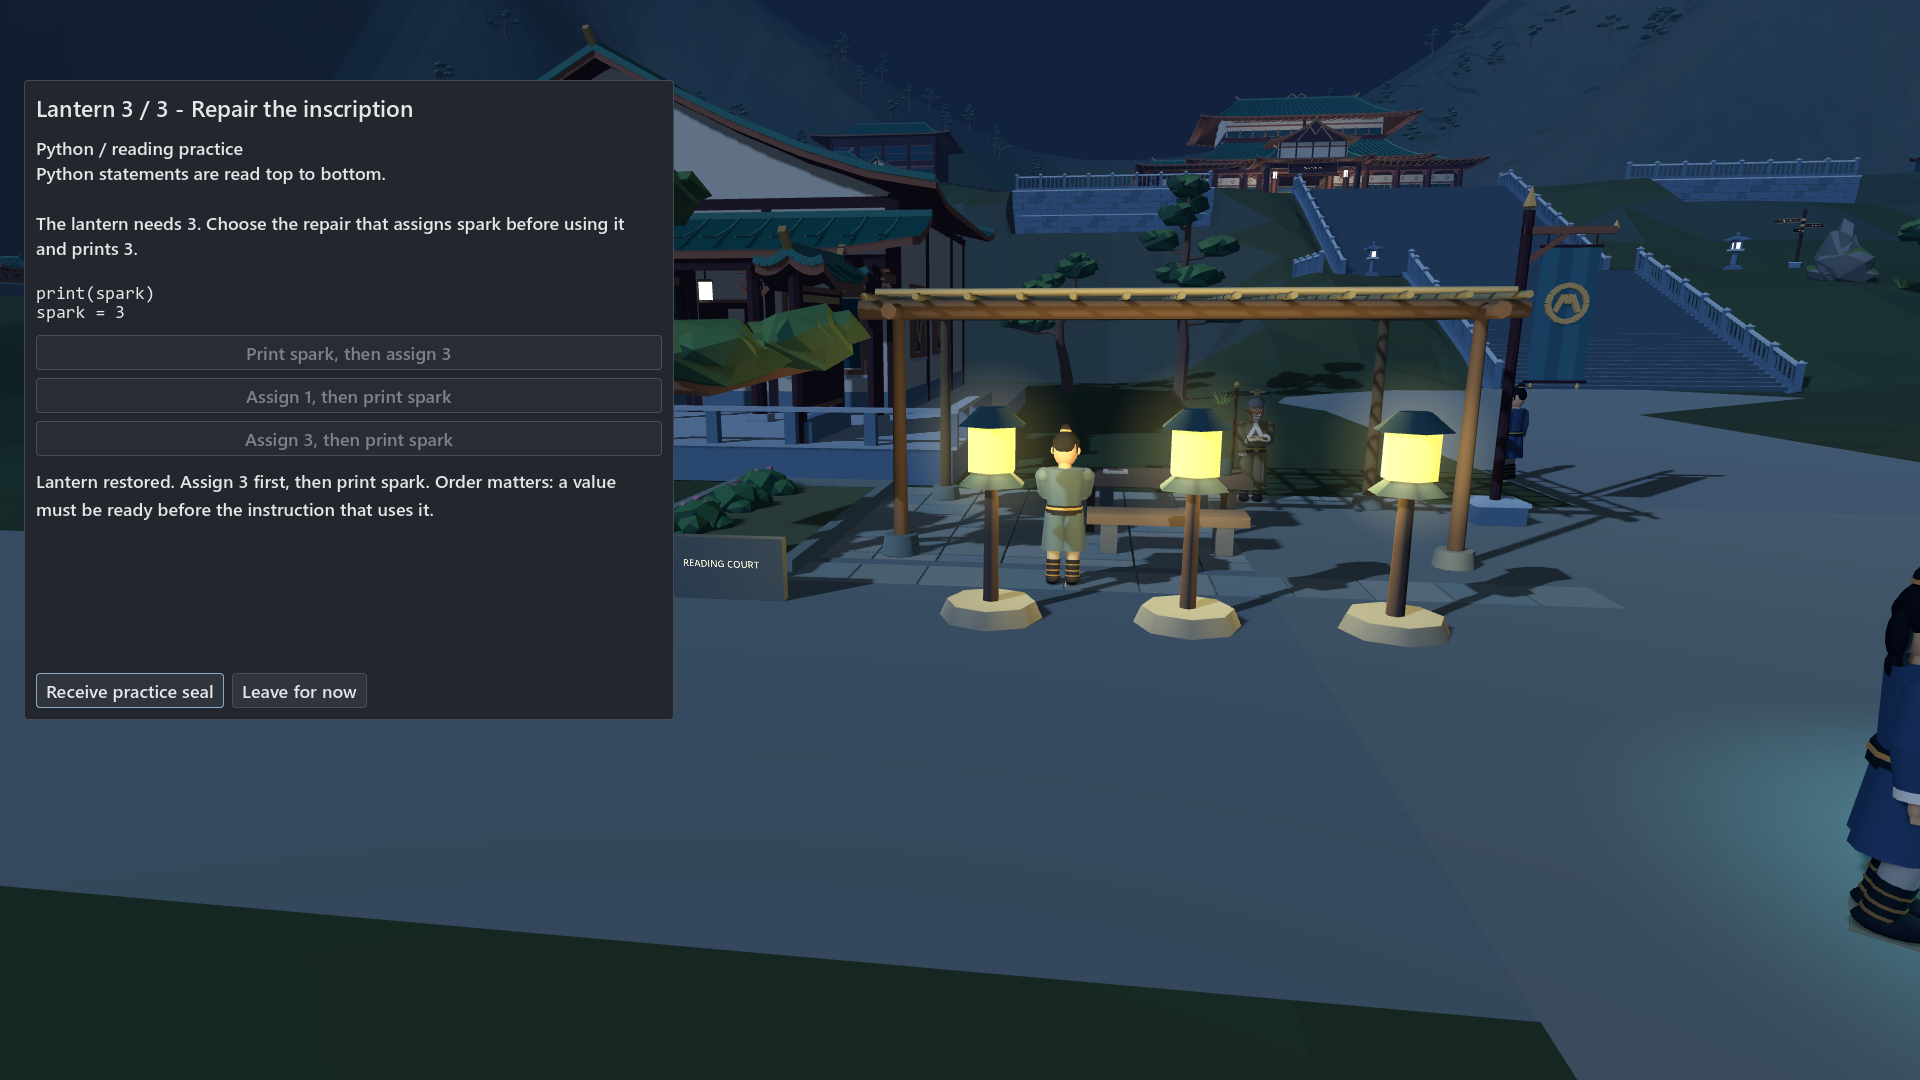 Lantern 3 / 3 - Repair the inscription
Python / reading practice
Python statements are read top to bottom.
The lantern needs 3. Choose the repair that assigns spark before using it
and prints 3.
print(spark)
spark = 3
Print spark, then assign 3
Assign 1, then print spark
Assign 3, then print spark
Lantern restored. Assign 3 first, then print spark. Order matters: a value
must be ready before the instruction that uses it.
READING COURT
Receive practice seal
Leave for now